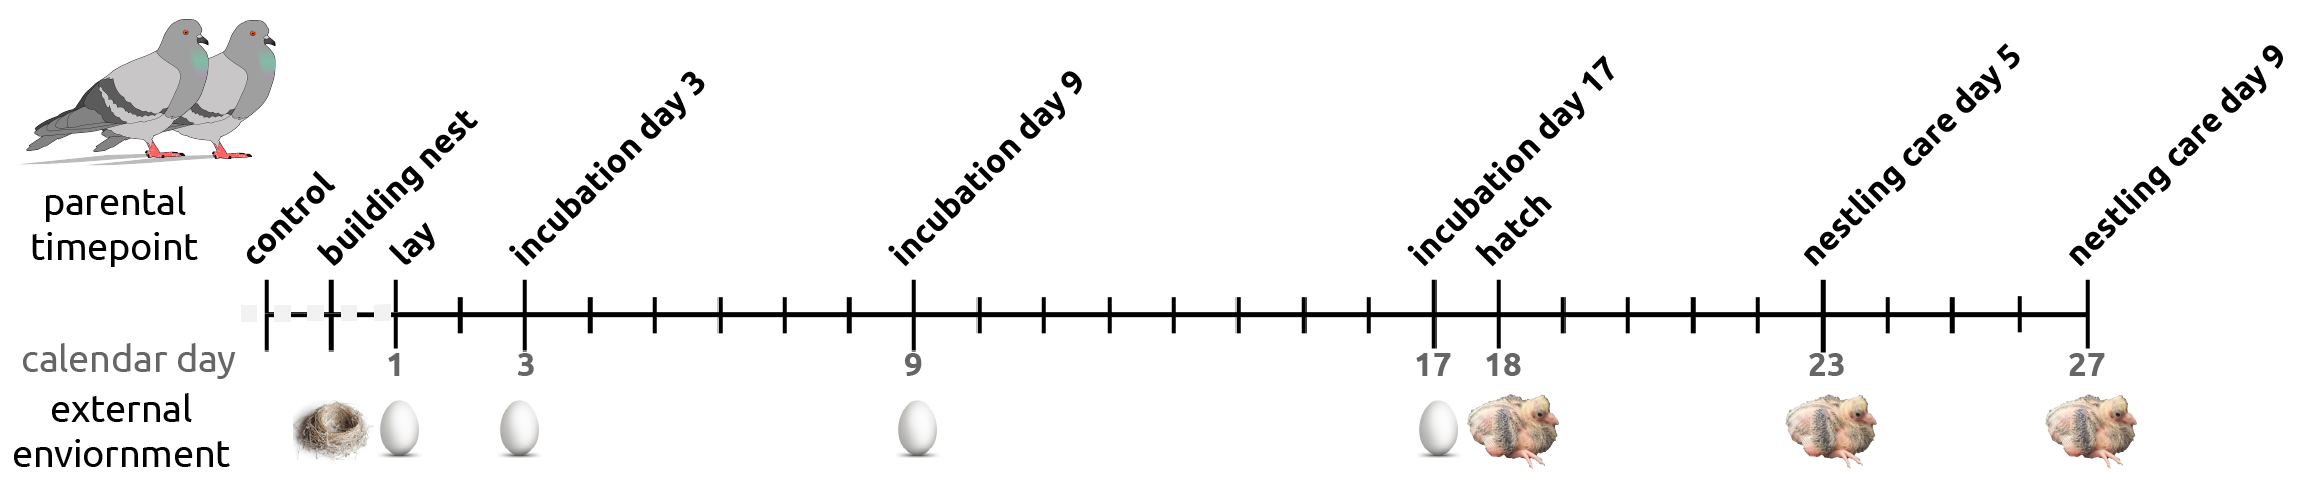 control
building nest
lay
incubation day 3
incubation day 9
incubation day 17
hatch
nestling care day 5
nestling care day 9
parental
timepoint
calendar day
1
3
9
17
18
23
27
external
enviornment